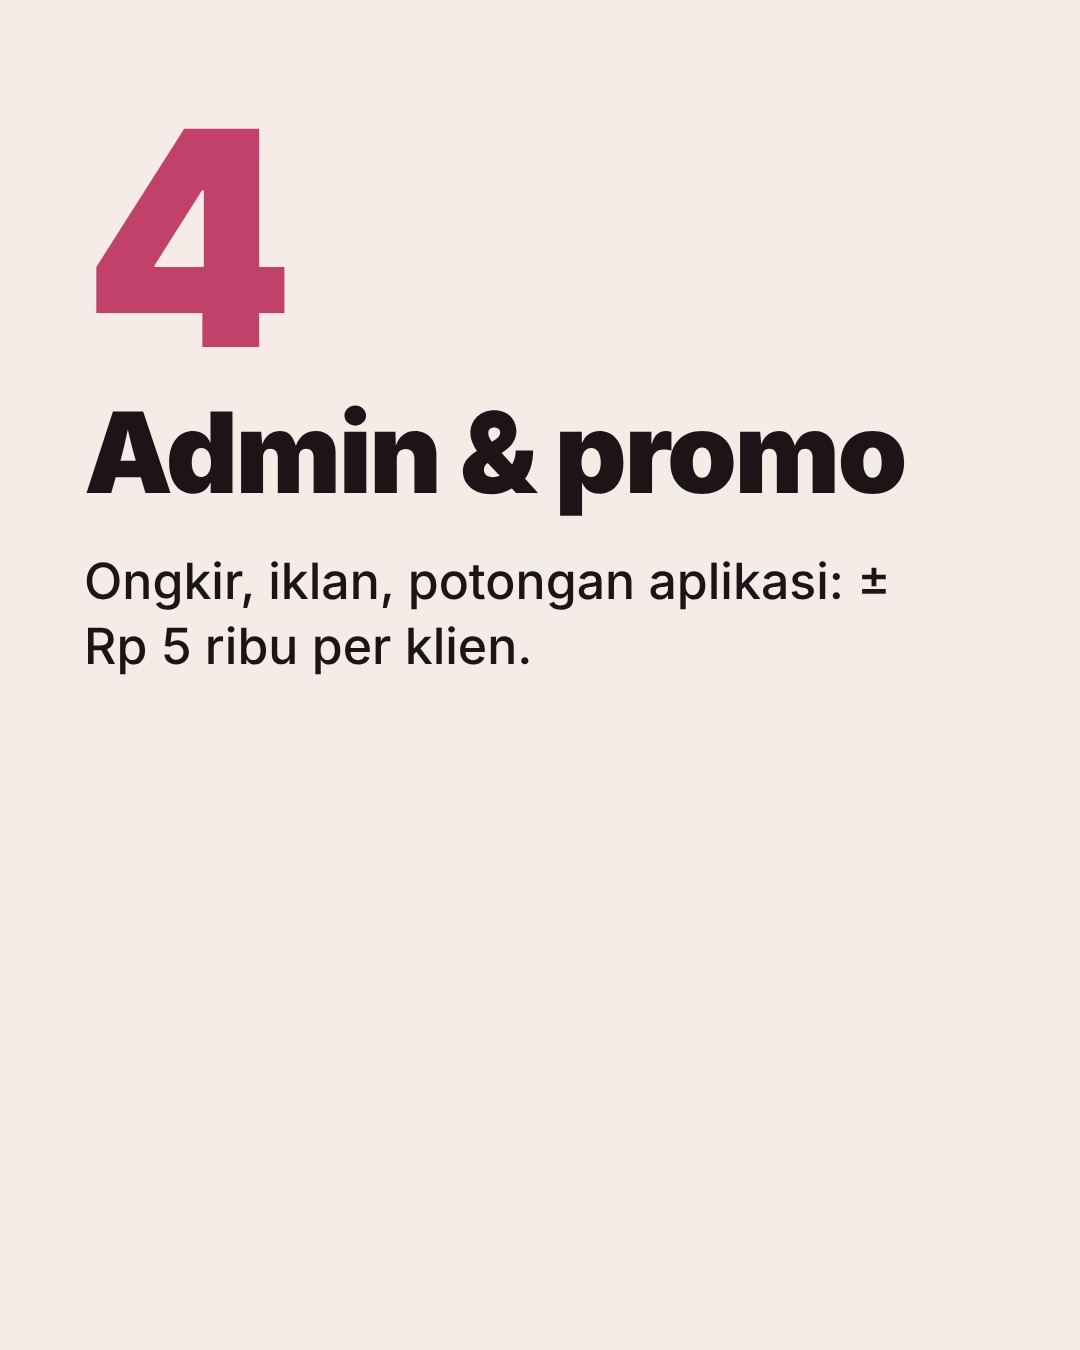 4
Admin & promo
Ongkir, iklan, potongan aplikasi: ±
Rp 5 ribu per klien.